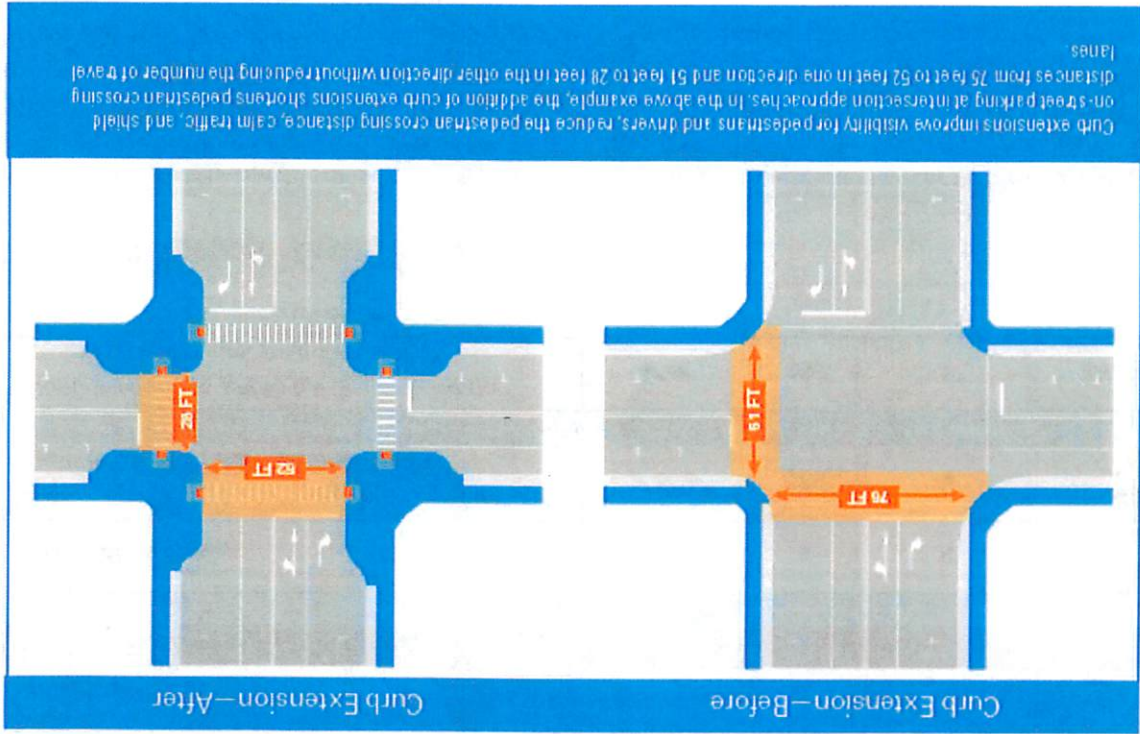 Curb Extension—Before
Curb Extension—After
75 FT
52 FT
51 FT
28 FT
Curb extensions improve visibility for pedestrians and drivers, reduce the pedestrian crossing distance, calm traffic, and shield
on-street parking at intersection approaches. In the above example, the addition of curb extensions shortens pedestrian crossing
distances from 75 feet to 52 feet in one direction and 51 feet to 28 feet in the other direction without reducing the number of travel
lanes.